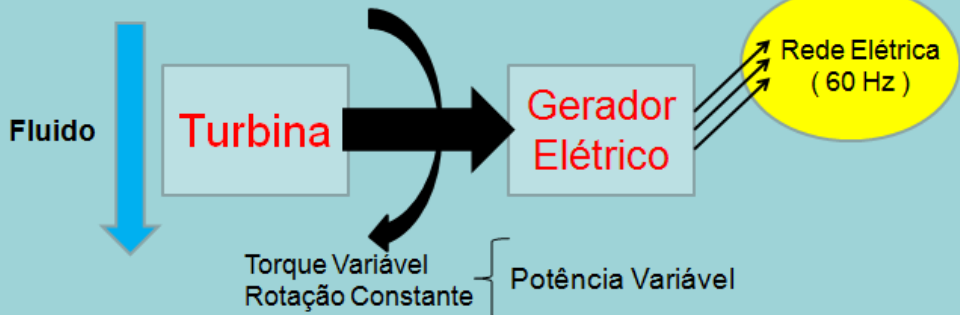 Fluido
Turbina
Gerador
Elétrico
Rede Elétrica
( 60 Hz )
Torque Variável
Rotação Constante
Potência Variável